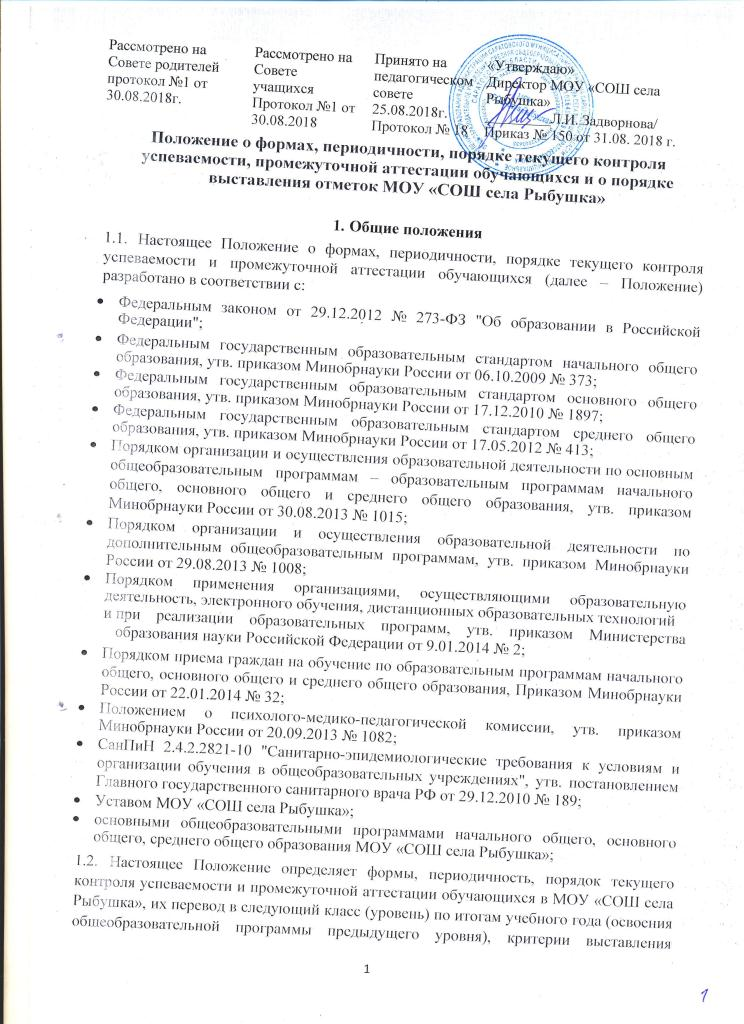 Рассмотрено на
Совете родителей
протокол №1 от
30.08.2018г.
Рассмотрено на
Совете
учащихся
Протокол №1 от
30.08.2018
Принято на
педагогическом
совете
25.08.2018г.
Протокол № 18
«Утверждаю»
Директор МОУ «СОШ села
Рыбушка»
Л.И. Задворнова/
Приказ № 150 от 31.08. 2018 г.
Положение о формах, периодичности, порядке текущего контроля
успеваемости, промежуточной аттестации обучающихся и о порядке
выставления отметок МОУ «СОШ села Рыбушка»
1. Общие положения
1.1. Настоящее Положение о формах, периодичности, порядке текущего контроля
успеваемости и промежуточной аттестации обучающихся (далее – Положение)
разработано в соответствии с:
• Федеральным законом от 29.12.2012 № 273-ФЗ "Об образовании в Российской
Федерации";
• Федеральным государственным образовательным стандартом начального общего
образования, утв. приказом Минобрнауки России от 06.10.2009 № 373;
• Федеральным государственным образовательным стандартом основного общего
образования, утв. приказом Минобрнауки России от 17.12.2010 № 1897;
• Федеральным государственным образовательным стандартом среднего общего
образования, утв. приказом Минобрнауки России от 17.05.2012 № 413;
• Порядком организации и осуществления образовательной деятельности по основным
общеобразовательным программам – образовательным программам начального
общего, основного общего и среднего общего образования, утв. приказом
Минобрнауки России от 30.08.2013 № 1015;
• Порядком организации и осуществления образовательной деятельности по
дополнительным общеобразовательным программам, утв. приказом Минобрнауки
России от 29.08.2013 № 1008;
• Порядком применения организациями, осуществляющими образовательную
деятельность, электронного обучения, дистанционных образовательных технологий
и при реализации образовательных программ, утв. приказом Министерства
образования науки Российской Федерации от 9.01.2014 № 2;
• Порядком приема граждан на обучение по образовательным программам начального
общего, основного общего и среднего общего образования, Приказом Минобрнауки
России от 22.01.2014 № 32;
• Положением о психолого-медико-педагогической комиссии, утв. приказом
Минобрнауки России от 20.09.2013 № 1082;
• СанПиН 2.4.2.2821-10 "Санитарно-эпидемиологические требования к условиям и
организации обучения в общеобразовательных учреждениях", утв. постановлением
Главного государственного санитарного врача РФ от 29.12.2010 № 189;
• Уставом МОУ «СОШ села Рыбушка»;
• основными общеобразовательными программами начального общего, основного
общего, среднего общего образования МОУ «СОШ села Рыбушка»;
1.2. Настоящее Положение определяет формы, периодичность, порядок текущего
контроля успеваемости и промежуточной аттестации обучающихся в МОУ «СОШ села
Рыбушка», их перевод в следующий класс (уровень) по итогам учебного года (освоения
общеобразовательной программы предыдущего уровня), критерии выставления
1
1